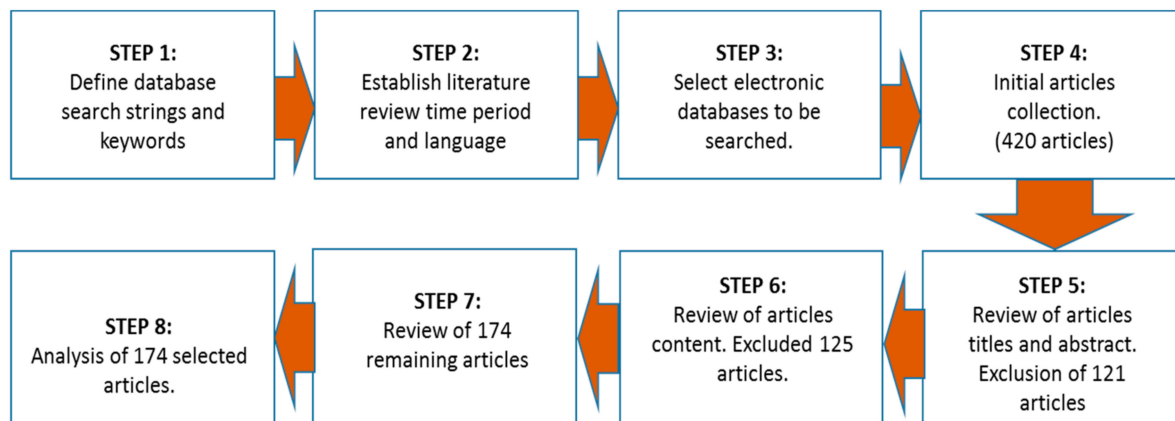 STEP 1:
Define database
search strings and
keywords
STEP 2:
Establish literature
review time period
and language
STEP 3:
Select electronic
databases to be
searched.
STEP 4:
Initial articles
collection.
(420 articles)
STEP 5:
Review of articles
titles and abstract.
Exclusion of 121
articles
STEP 6:
Review of articles
content. Excluded 125
articles.
STEP 7:
Review of 174
remaining articles
STEP 8:
Analysis of 174 selected
articles.